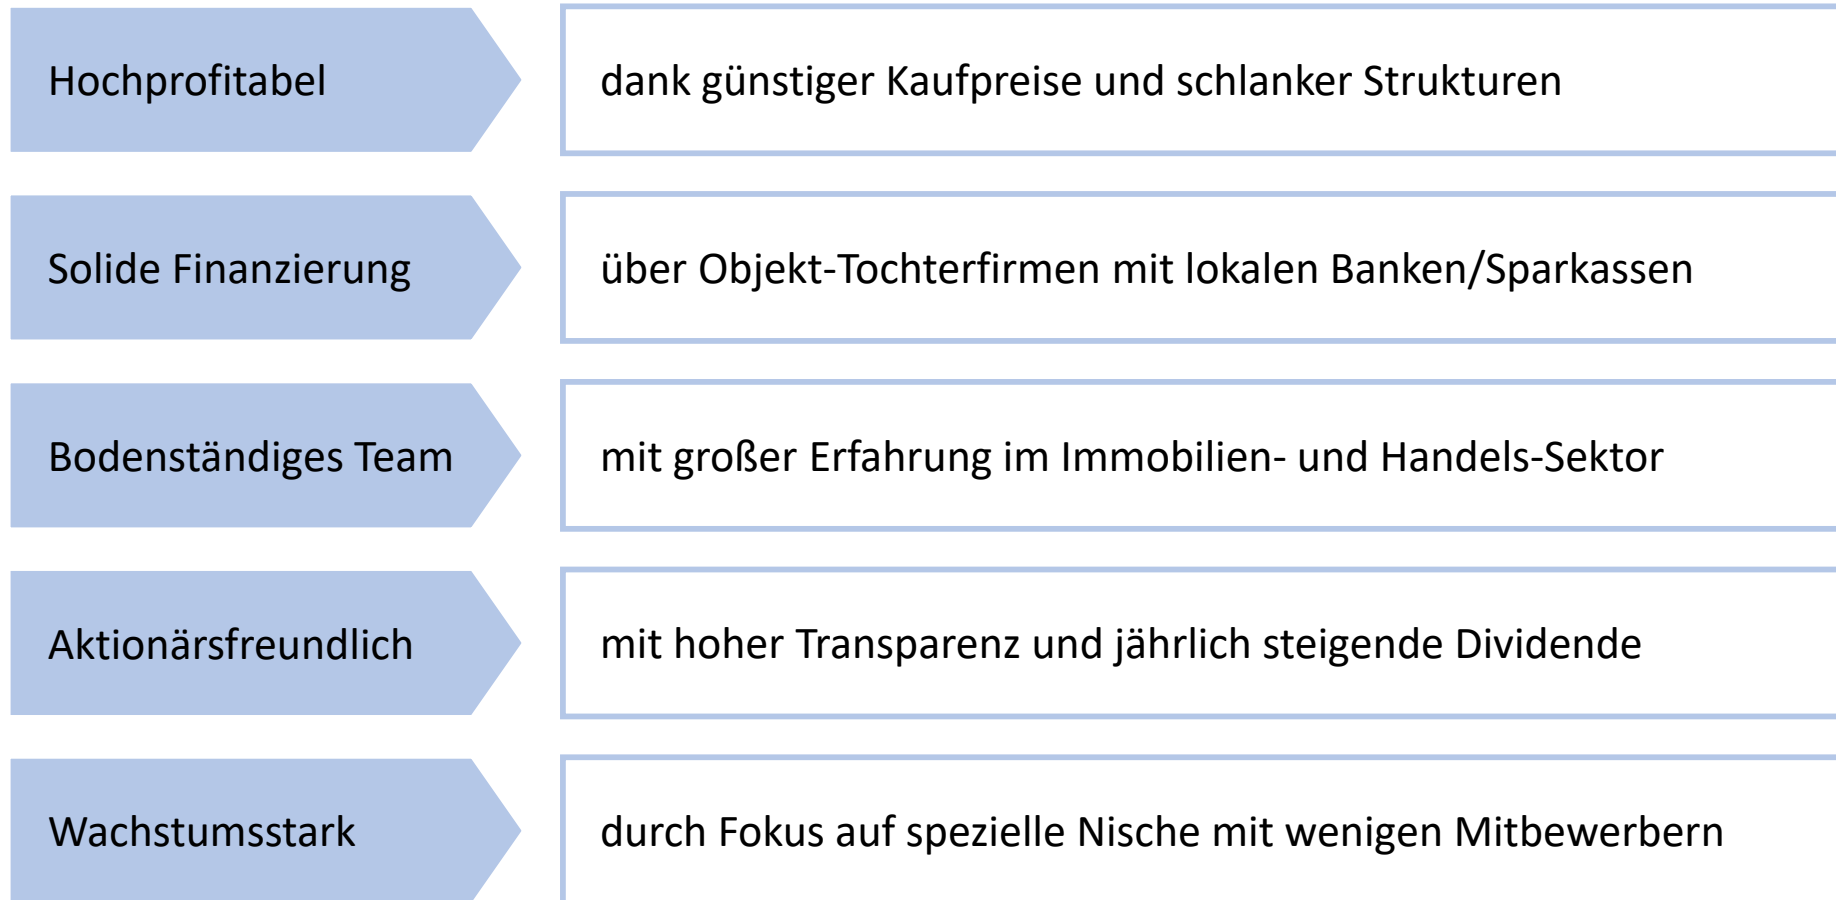 Hochprofitabel
dank günstiger Kaufpreise und schlanker Strukturen
Solide Finanzierung
über Objekt-Tochterfirmen mit lokalen Banken/Sparkassen
Bodenständiges Team
mit großer Erfahrung im Immobilien- und Handels-Sektor
Aktionärsfreundlich
mit hoher Transparenz und jährlich steigende Dividende
Wachstumsstark
durch Fokus auf spezielle Nische mit wenigen Mitbewerbern